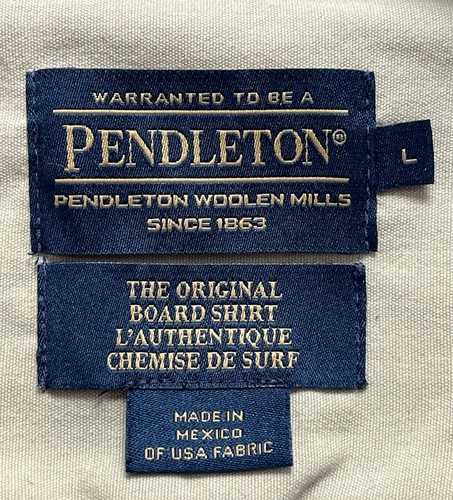 WARRANTED TO BE A
PENDLETON®
L
PENDLETON WOOLEN MILLS
SINCE 1863
THE ORIGINAL
BOARD SHIRT
L'AUTHENTIQUE
CHEMISE DE SURF
MADE IN
MEXICO
OF USA FABRIC